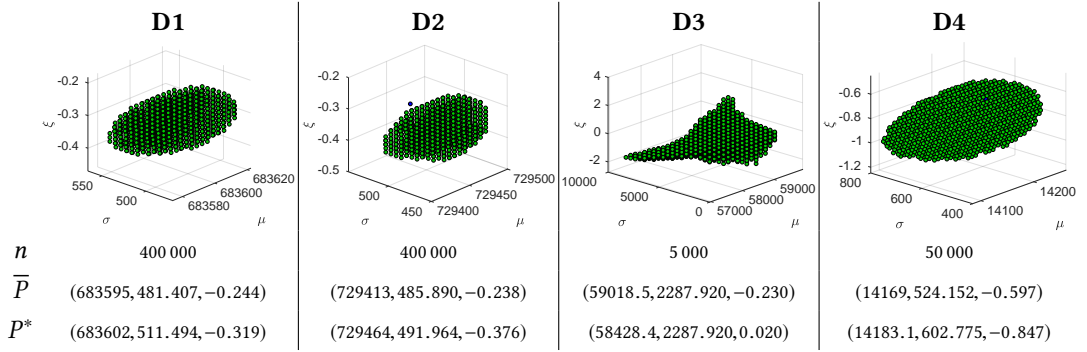 D1 D2 D3 D4
-0.2 -0.3 -0.4 ξ 550 500 σ 683580 683600 683620 μ
-0.2 -0.3 -0.4 -0.5 ξ 500 450 σ 729400 729450 729500 μ
4 2 0 -2 ξ 10000 5000 0 σ 57000 58000 59000 μ
-0.6 -0.8 -1 -1.2 ξ 800 600 400 σ 14100 14200 μ
n 400 000 400 000 5 000 50 000
P̅ (683595,481.407,−0.244) (729413,485.890,−0.238) (59018.5,2287.920,−0.230) (14169,524.152,−0.597)
P* (683602,511.494,−0.319) (729464,491.964,−0.376) (58428.4,2287.920,0.020) (14183.1,602.775,−0.847)